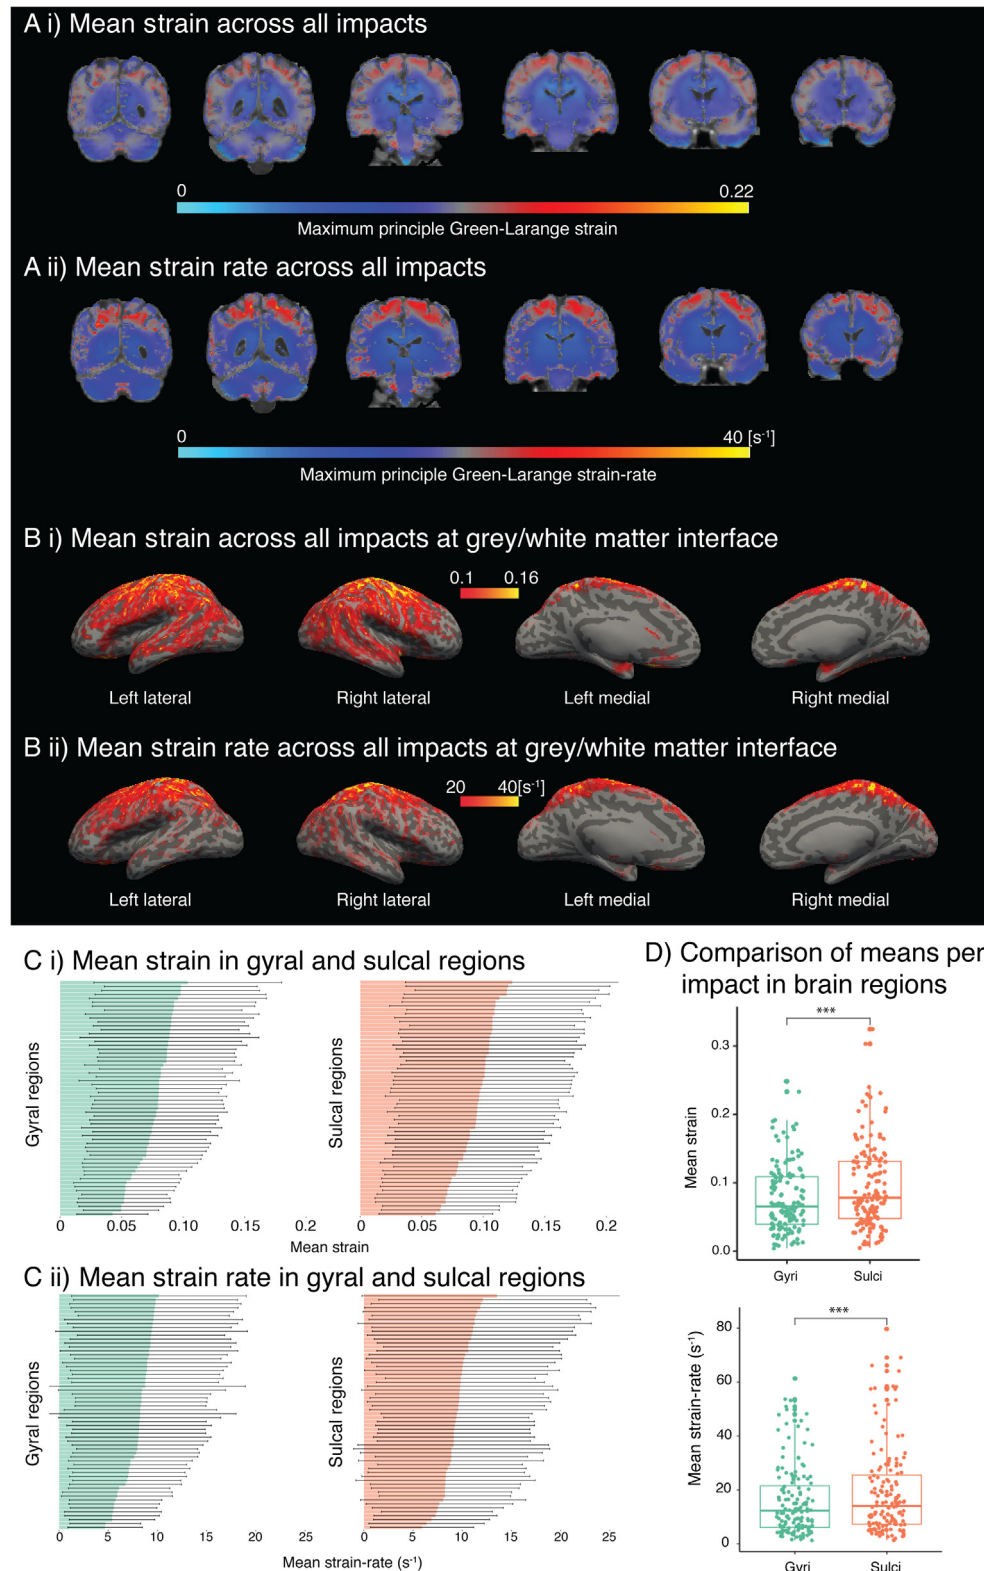 A i) Mean strain across all impacts
0 0.22
Maximum principle Green-Larange strain
A ii) Mean strain rate across all impacts
0 40 [s⁻¹]
Maximum principle Green-Larange strain-rate
B i) Mean strain across all impacts at grey/white matter interface
0.1 0.16
Left lateral Right lateral Left medial Right medial
B ii) Mean strain rate across all impacts at grey/white matter interface
20 40[s⁻¹]
Left lateral Right lateral Left medial Right medial
C i) Mean strain in gyral and sulcal regions
Gyral regions
0 0.05 0.10 0.15 0.2
Sulcal regions
0 0.05 0.10 0.15 0.2
Mean strain
C ii) Mean strain rate in gyral and sulcal regions
Gyral regions
0 5 10 15 20 25
Sulcal regions
0 5 10 15 20 25
Mean strain-rate (s⁻¹)
D) Comparison of means per
impact in brain regions
***
Mean strain
0.3
0.2
0.1
0.0
Gyri Sulci
***
Mean strain-rate (s⁻¹)
80
60
40
20
0
Gyri Sulci